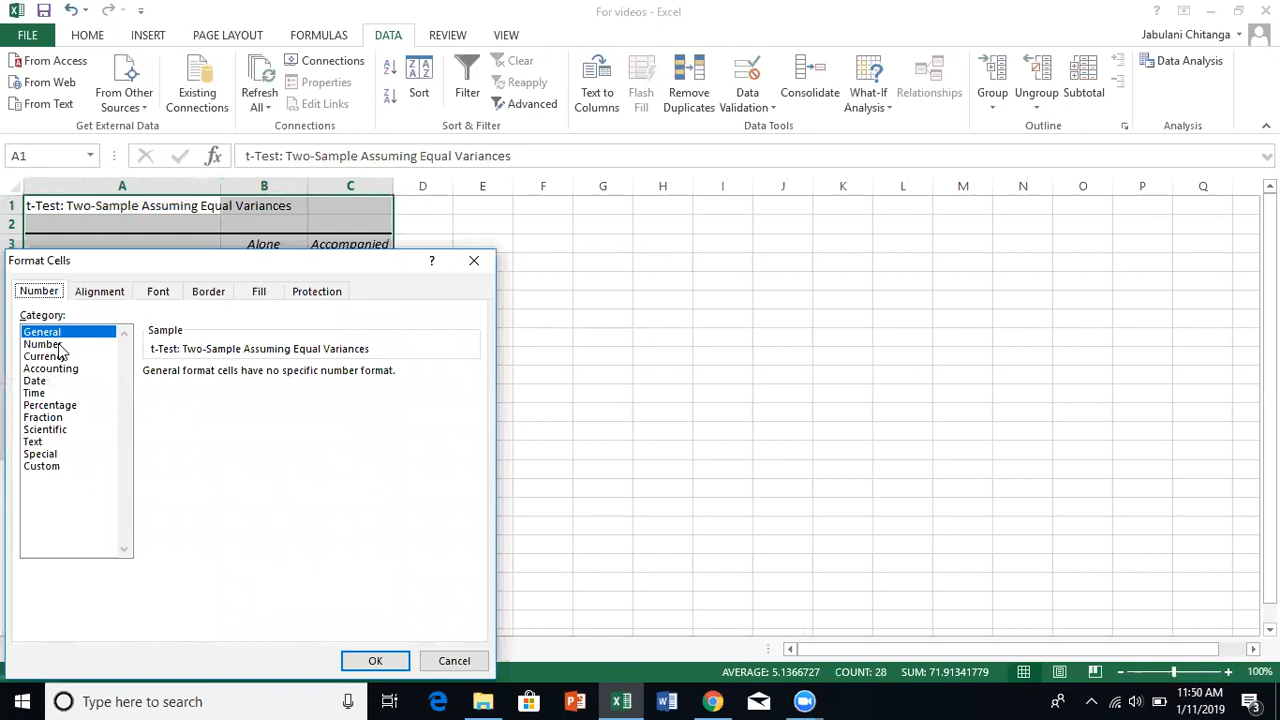 For videos - Excel
FILE HOME INSERT PAGE LAYOUT FORMULAS DATA REVIEW VIEW Jabulani Chitanga
From Access
From Web
From Text
From Other Sources
Existing Connections
Get External Data
Refresh All
Connections
Properties
Edit Links
Connections
Sort
Filter
Clear
Reapply
Advanced
Sort & Filter
Text to Columns
Flash Fill
Remove Duplicates
Data Validation
Consolidate
What-If Analysis
Relationships
Data Tools
Group
Ungroup
Subtotal
Outline
Data Analysis
Analysis
A1 fx t-Test: Two-Sample Assuming Equal Variances
A B C D E F G H I J K L M N O P Q
1 t-Test: Two-Sample Assuming Equal Variances
2
3 Alone Accompanied
Format Cells ?
Number Alignment Font Border Fill Protection
Category:
General
Number
Currency
Accounting
Date
Time
Percentage
Fraction
Scientific
Text
Special
Custom
Sample
t-Test: Two-Sample Assuming Equal Variances
General format cells have no specific number format.
OK Cancel
AVERAGE: 5.1366727 COUNT: 28 SUM: 71.91341779 100%
Type here to search
11:50 AM
1/11/2019
3